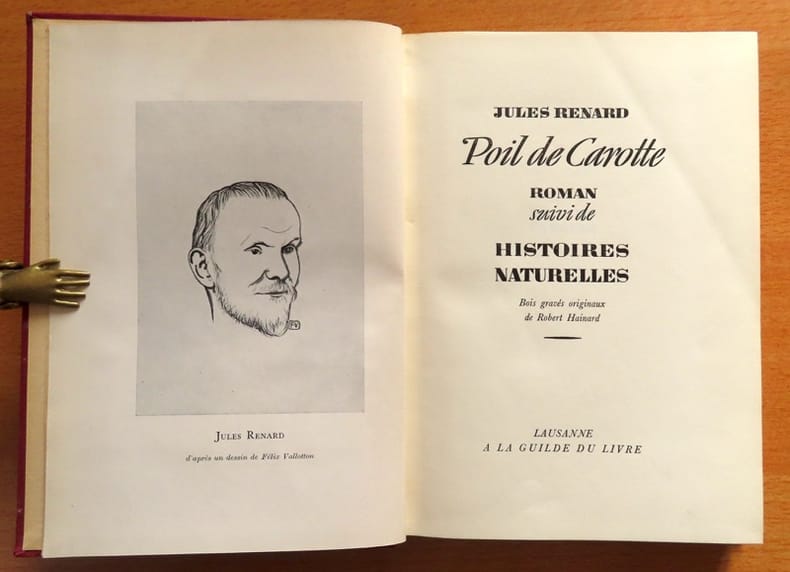 JULES RENARD
d'après un dessin de Félix Vallotton
JULES RENARD
Poil de Carotte
ROMAN
suivi de
HISTOIRES
NATURELLES
Bois gravés originaux
de Robert Hainard
LAUSANNE
A LA GUILDE DU LIVRE